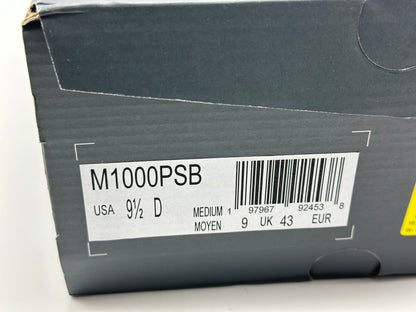 M1000PSB
USA 9½ D MEDIUM 1 97967 92453 8
MOYEN 9 UK 43 EUR